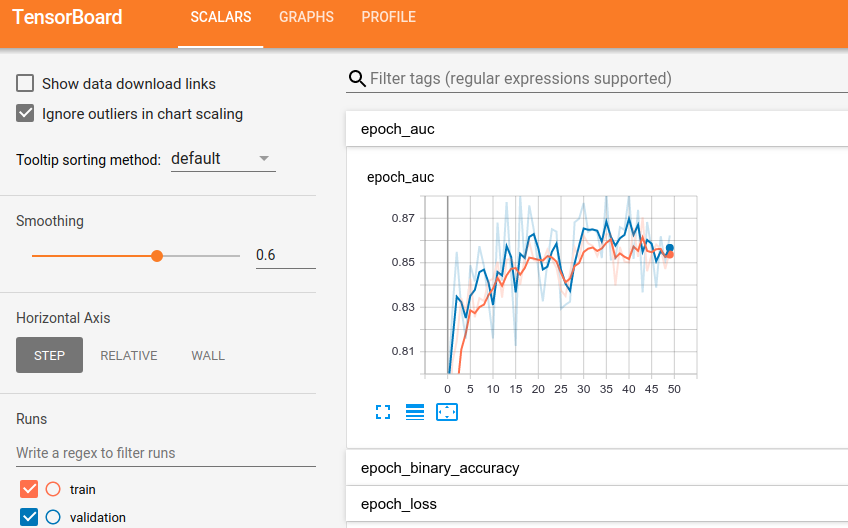 TensorBoard
SCALARS GRAPHS PROFILE
Show data download links
Ignore outliers in chart scaling
Tooltip sorting method: default
Smoothing
0.6
Horizontal Axis
STEP RELATIVE WALL
Runs
Write a regex to filter runs
train
validation
Filter tags (regular expressions supported)
epoch_auc
epoch_auc
0.87
0.85
0.83
0.81
0 5 10 15 20 25 30 35 40 45 50
epoch_binary_accuracy
epoch_loss